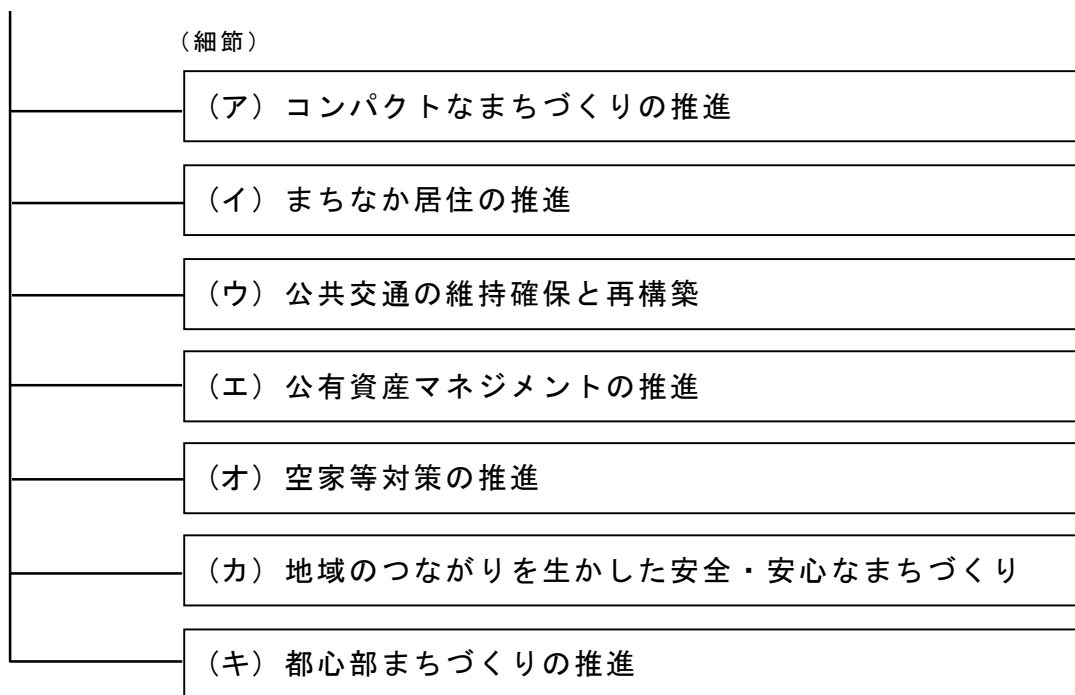 （細節）
（ア）コンパクトなまちづくりの推進
（イ）まちなか居住の推進
（ウ）公共交通の維持確保と再構築
（エ）公有資産マネジメントの推進
（オ）空家等対策の推進
（カ）地域のつながりを生かした安全・安心なまちづくり
（キ）都心部まちづくりの推進